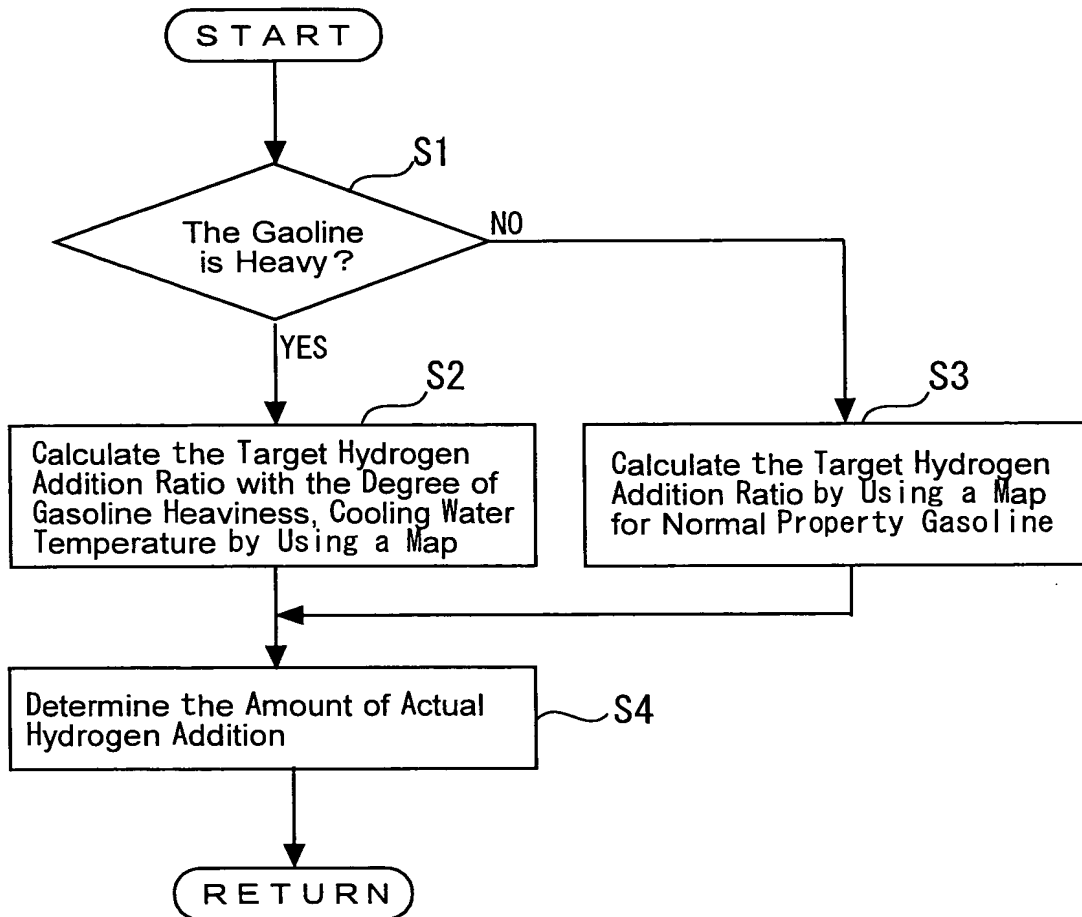 START
S1
The Gaoline
is Heavy?
NO
YES
S2
Calculate the Target Hydrogen
Addition Ratio with the Degree of
Gasoline Heaviness, Cooling Water
Temperature by Using a Map
S3
Calculate the Target Hydrogen
Addition Ratio by Using a Map
for Normal Property Gasoline
Determine the Amount of Actual
Hydrogen Addition
S4
RETURN